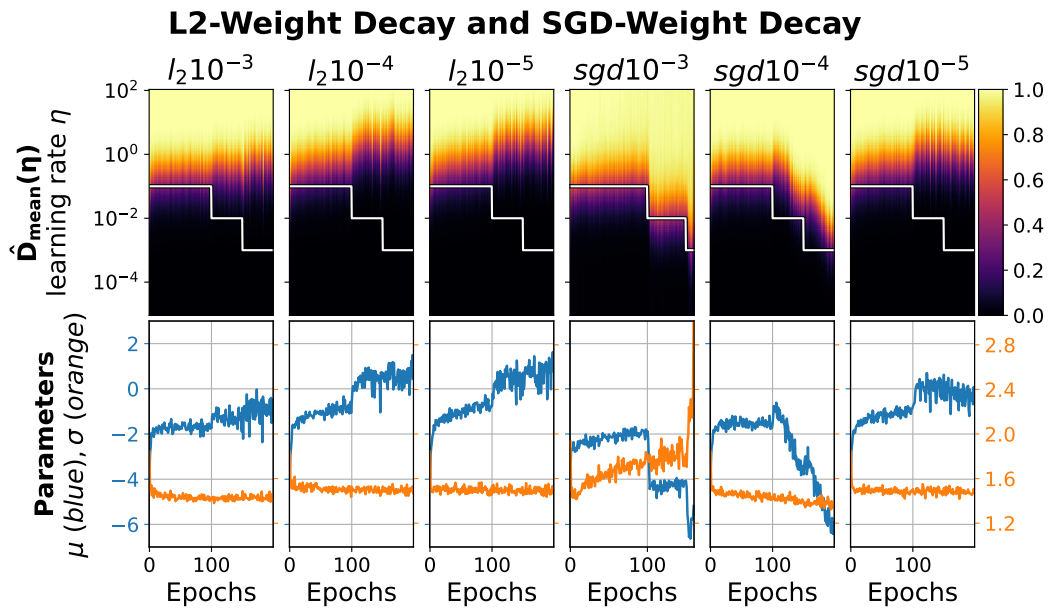 L2-Weight Decay and SGD-Weight Decay
l₂10⁻³ l₂10⁻⁴ l₂10⁻⁵ sgd10⁻³ sgd10⁻⁴ sgd10⁻⁵
D̂mean(η)
learning rate η
10²
10⁰
10⁻²
10⁻⁴
1.0
0.8
0.6
0.4
0.2
0.0
Parameters
μ (blue), σ (orange)
2
0
−2
−4
−6
2.8
2.4
2.0
1.6
1.2
0 100 0 100 0 100 0 100 0 100 0 100
Epochs Epochs Epochs Epochs Epochs Epochs